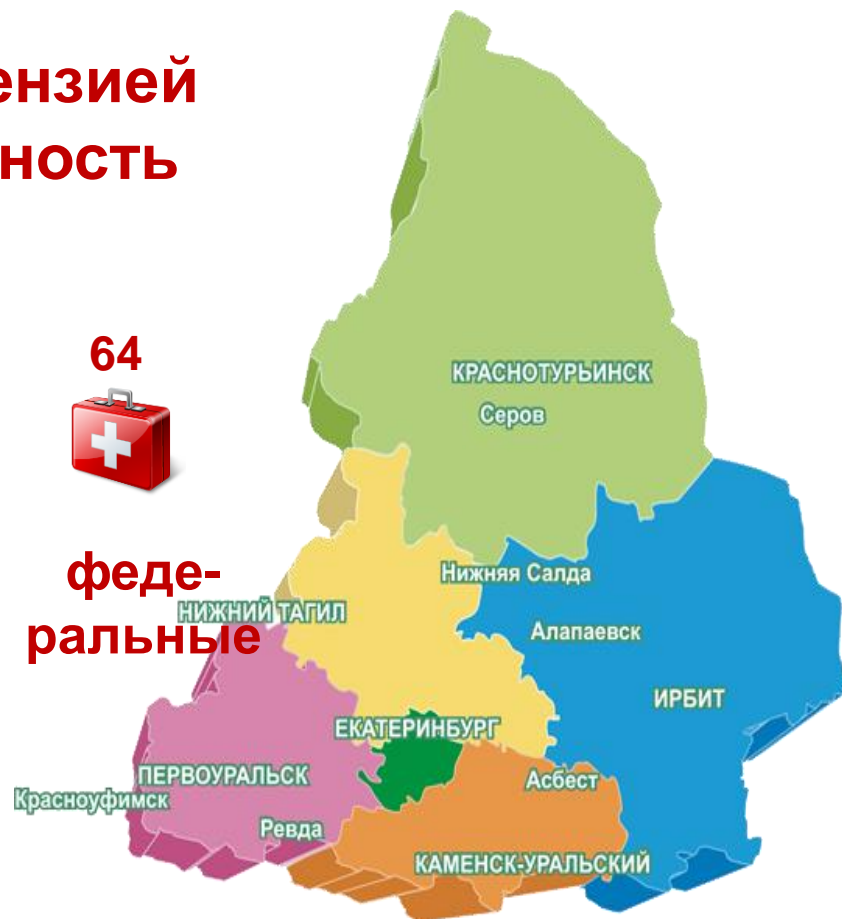 ензией
ность
64
феде-
ральные
КРАСНОТУРЬИНСК
Серов
Нижняя Салда
НИЖНИЙ ТАГИЛ
Алапаевск
ИРБИТ
ЕКАТЕРИНБУРГ
ПЕРВОУРАЛЬСК
Асбест
Красноуфимск
Ревда
КАМЕНСК-УРАЛЬСКИЙ